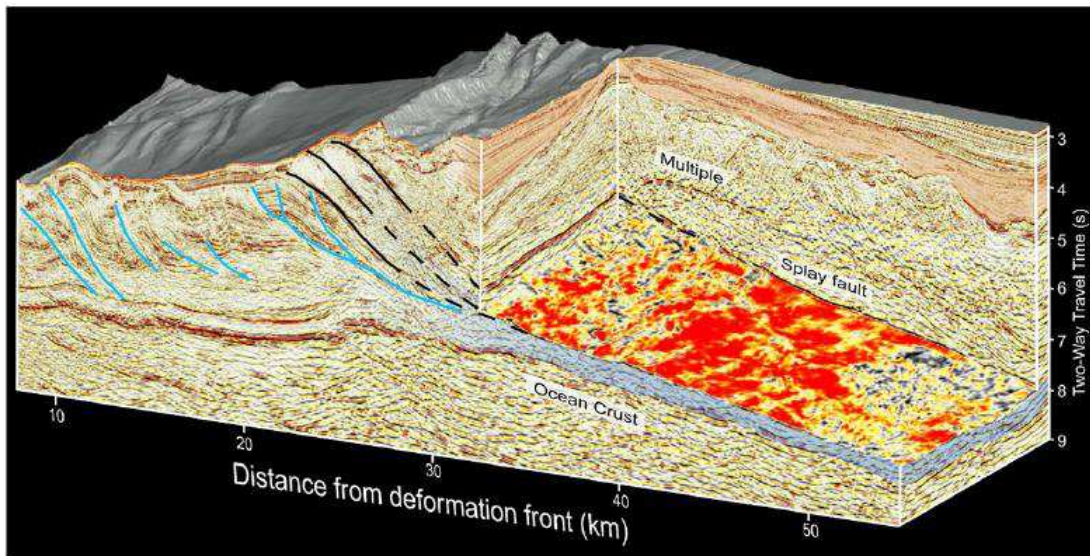 Multiple
Splay fault
Ocean Crust
3
4
5
6
7
8
9
Two-Way Travel Time (s)
10
20
30
40
50
Distance from deformation front (km)